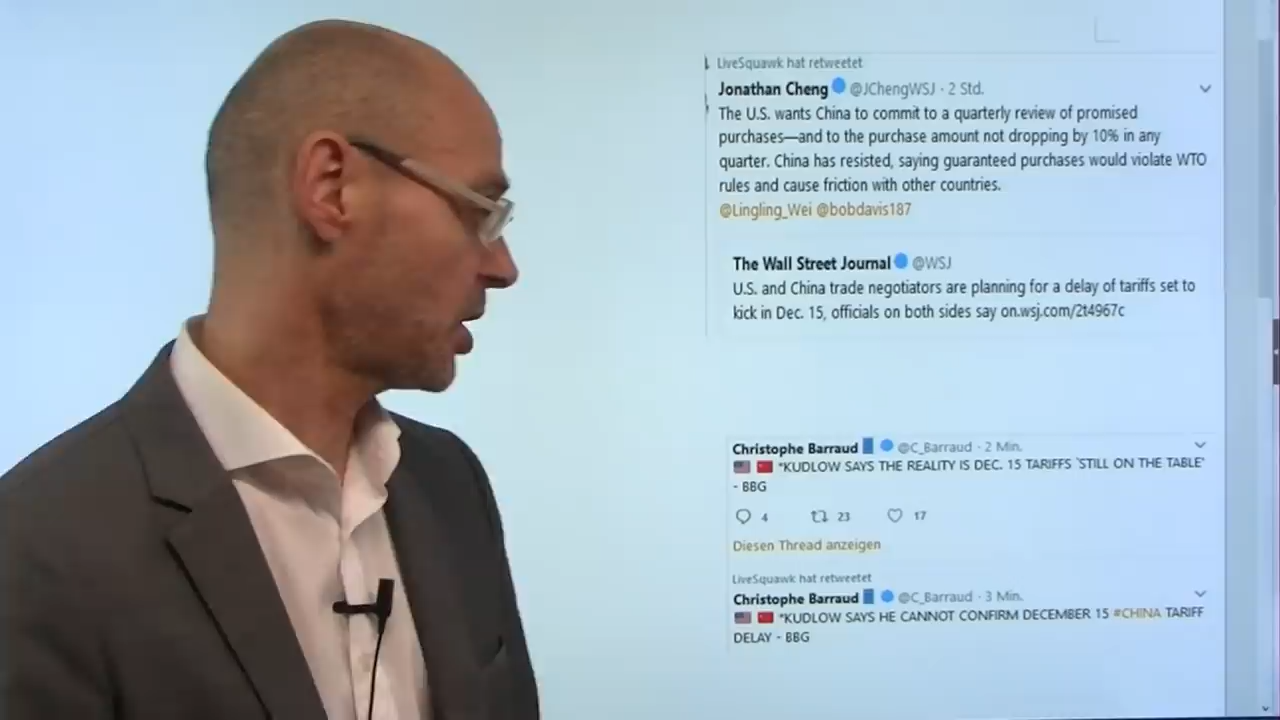 LiveSquawk hat retweetet
Jonathan Cheng @JChengWSJ · 2 Std.
The U.S. wants China to commit to a quarterly review of promised
purchases—and to the purchase amount not dropping by 10% in any
quarter. China has resisted, saying guaranteed purchases would violate WTO
rules and cause friction with other countries.
@Lingling_Wei @bobdavis187
The Wall Street Journal @WSJ
U.S. and China trade negotiators are planning for a delay of tariffs set to
kick in Dec. 15, officials on both sides say on.wsj.com/2t4967c
Christophe Barraud @C_Barraud · 2 Min.
*KUDLOW SAYS THE REALITY IS DEC. 15 TARIFFS 'STILL ON THE TABLE'
- BBG
4 23 17
Diesen Thread anzeigen
LiveSquawk hat retweetet
Christophe Barraud @C_Barraud · 3 Min.
*KUDLOW SAYS HE CANNOT CONFIRM DECEMBER 15 #CHINA TARIFF
DELAY - BBG